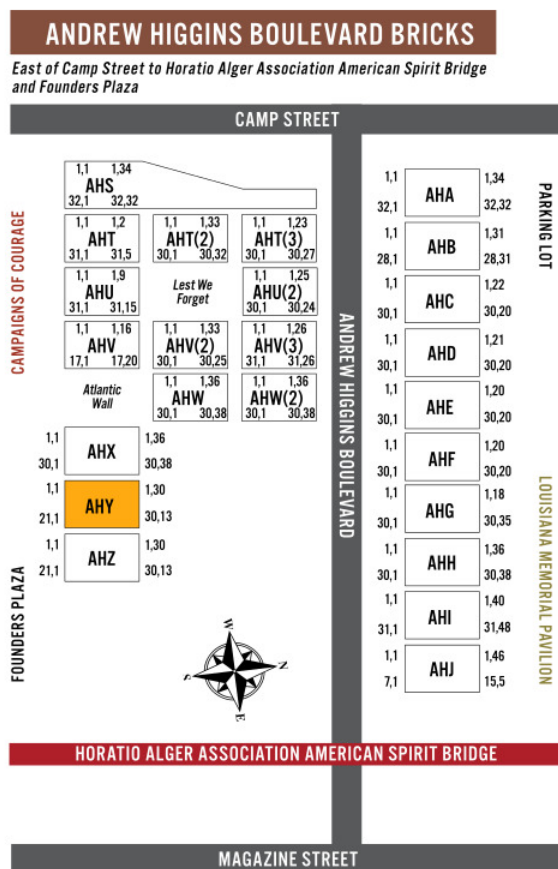 ANDREW HIGGINS BOULEVARD BRICKS
East of Camp Street to Horatio Alger Association American Spirit Bridge
and Founders Plaza
CAMP STREET
CAMPAIGNS OF COURAGE
FOUNDERS PLAZA
1,1 1,34
AHS
32,1 32,32
1,1 1,2
AHT
31,1 31,5
1,1 1,33
AHT(2)
30,1 30,32
1,1 1,23
AHT(3)
30,1 30,27
1,1 1,9
AHU
31,1 31,15
Lest We
Forget
1,1 1,25
AHU(2)
30,1 30,24
1,1 1,16
AHV
17,1 17,20
1,1 1,33
AHV(2)
30,1 30,25
1,1 1,26
AHV(3)
31,1 31,26
Atlantic
Wall
1,1 1,36
AHW
30,1 30,38
1,1 1,36
AHW(2)
30,1 30,38
1,1 1,36
AHX
30,1 30,38
1,1 1,30
AHY
21,1 30,13
1,1 1,30
AHZ
21,1 30,13
W
N
S
E
ANDREW HIGGINS BOULEVARD
1,1 1,34
AHA
32,1 32,32
1,1 1,31
AHB
28,1 28,31
1,1 1,22
AHC
30,1 30,20
1,1 1,21
AHD
30,1 30,20
1,1 1,20
AHE
30,1 30,20
1,1 1,20
AHF
30,1 30,20
1,1 1,18
AHG
30,1 30,35
1,1 1,36
AHH
30,1 30,38
1,1 1,40
AHI
31,1 31,48
1,1 1,46
AHJ
7,1 15,5
PARKING LOT
LOUISIANA MEMORIAL PAVILION
HORATIO ALGER ASSOCIATION AMERICAN SPIRIT BRIDGE
MAGAZINE STREET